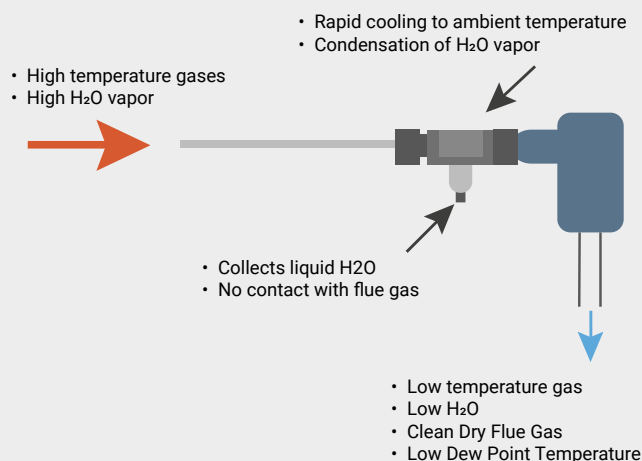 • Rapid cooling to ambient temperature
• Condensation of H₂O vapor
• High temperature gases
• High H₂O vapor
• Collects liquid H2O
• No contact with flue gas
• Low temperature gas
• Low H₂O
• Clean Dry Flue Gas
• Low Dew Point Temperature